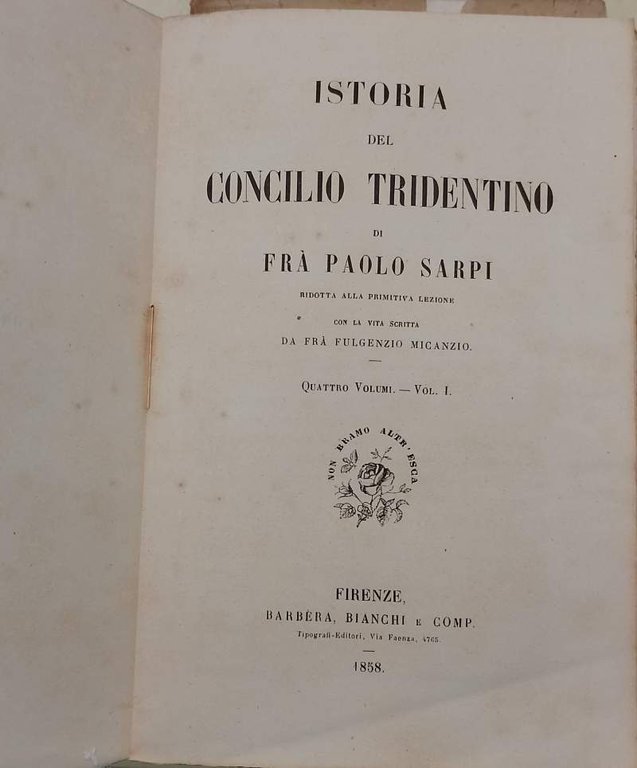 ISTORIA
DEL
CONCILIO TRIDENTINO
DI
FRÀ PAOLO SARPI
RIDOTTA ALLA PRIMITIVA LEZIONE
CON LA VITA SCRITTA
DA FRÀ FULGENZIO MICANZIO.
QUATTRO VOLUMI. — VOL. I.
NON BRAMO ALTR' ESCA
FIRENZE,
BARBÈRA, BIANCHI E COMP.
Tipografi-Editori, Via Faenza, 4765.
1858.